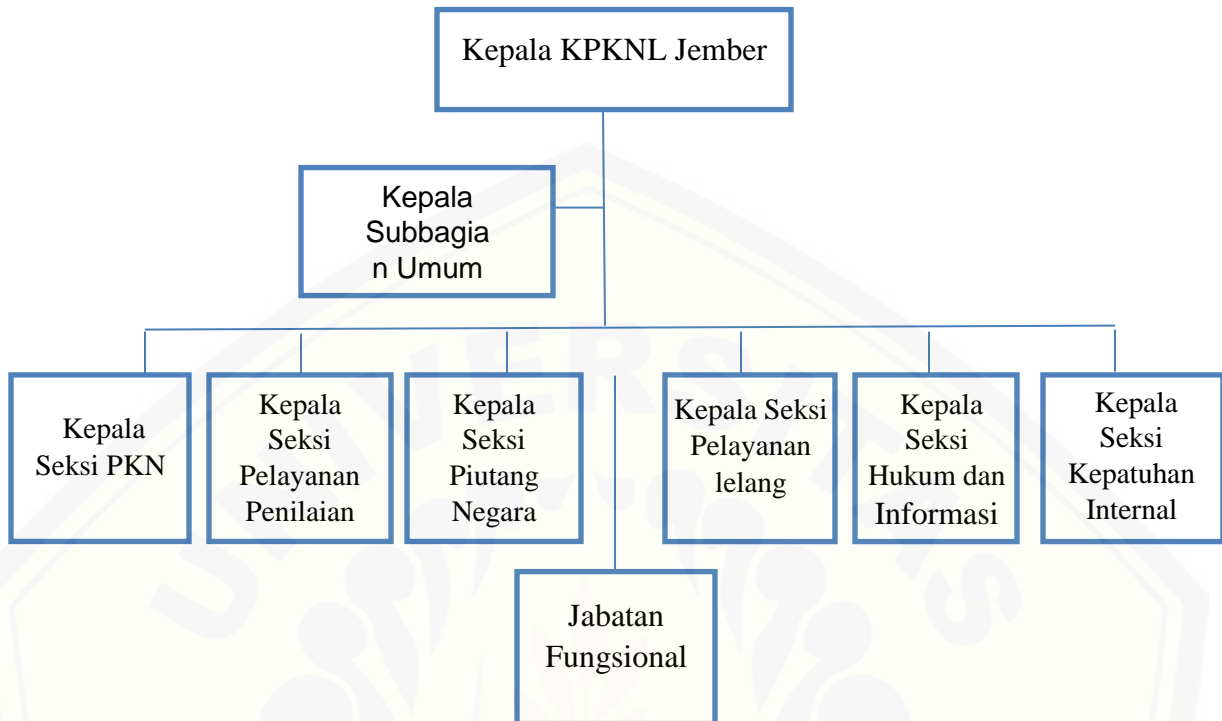 Kepala KPKNL Jember
Kepala
Subbagia
n Umum
Kepala
Seksi PKN
Kepala
Seksi
Pelayanan
Penilaian
Kepala
Seksi
Piutang
Negara
Kepala Seksi
Pelayanan
lelang
Kepala
Seksi
Hukum dan
Informasi
Kepala
Seksi
Kepatuhan
Internal
Jabatan
Fungsional
UNIVERSITAS